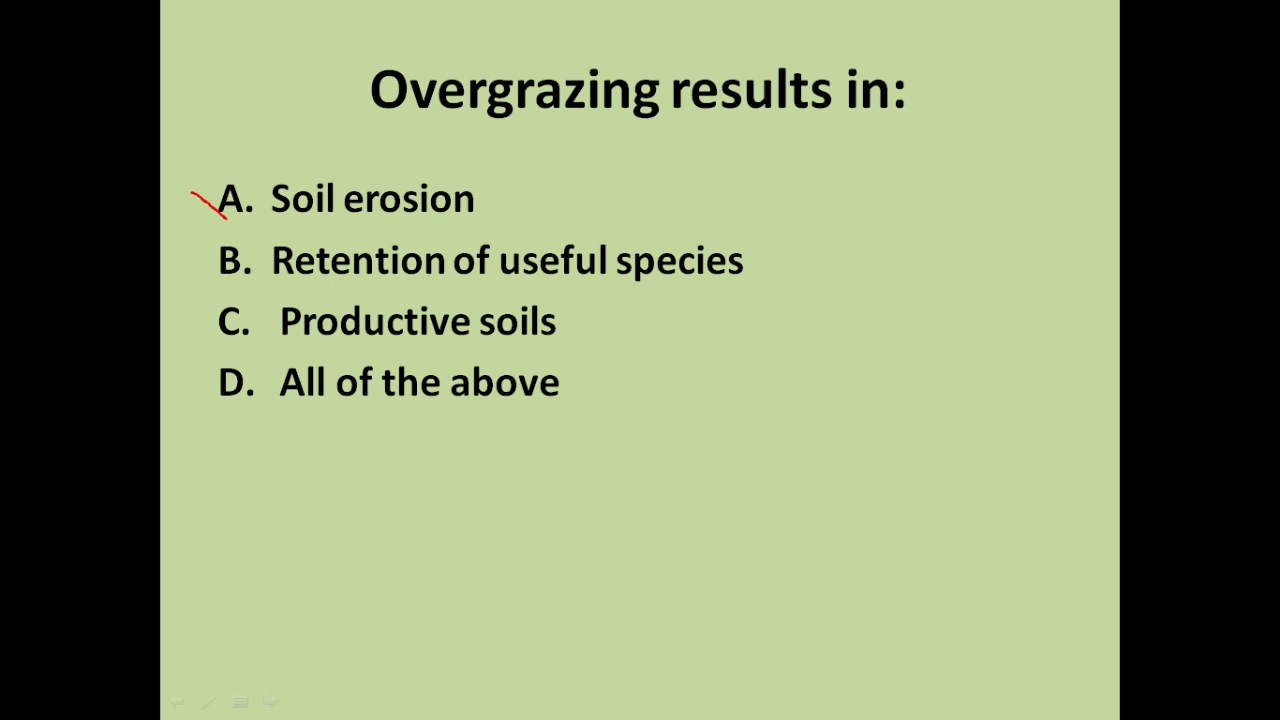 Overgrazing results in:
A. Soil erosion
B. Retention of useful species
C. Productive soils
D. All of the above